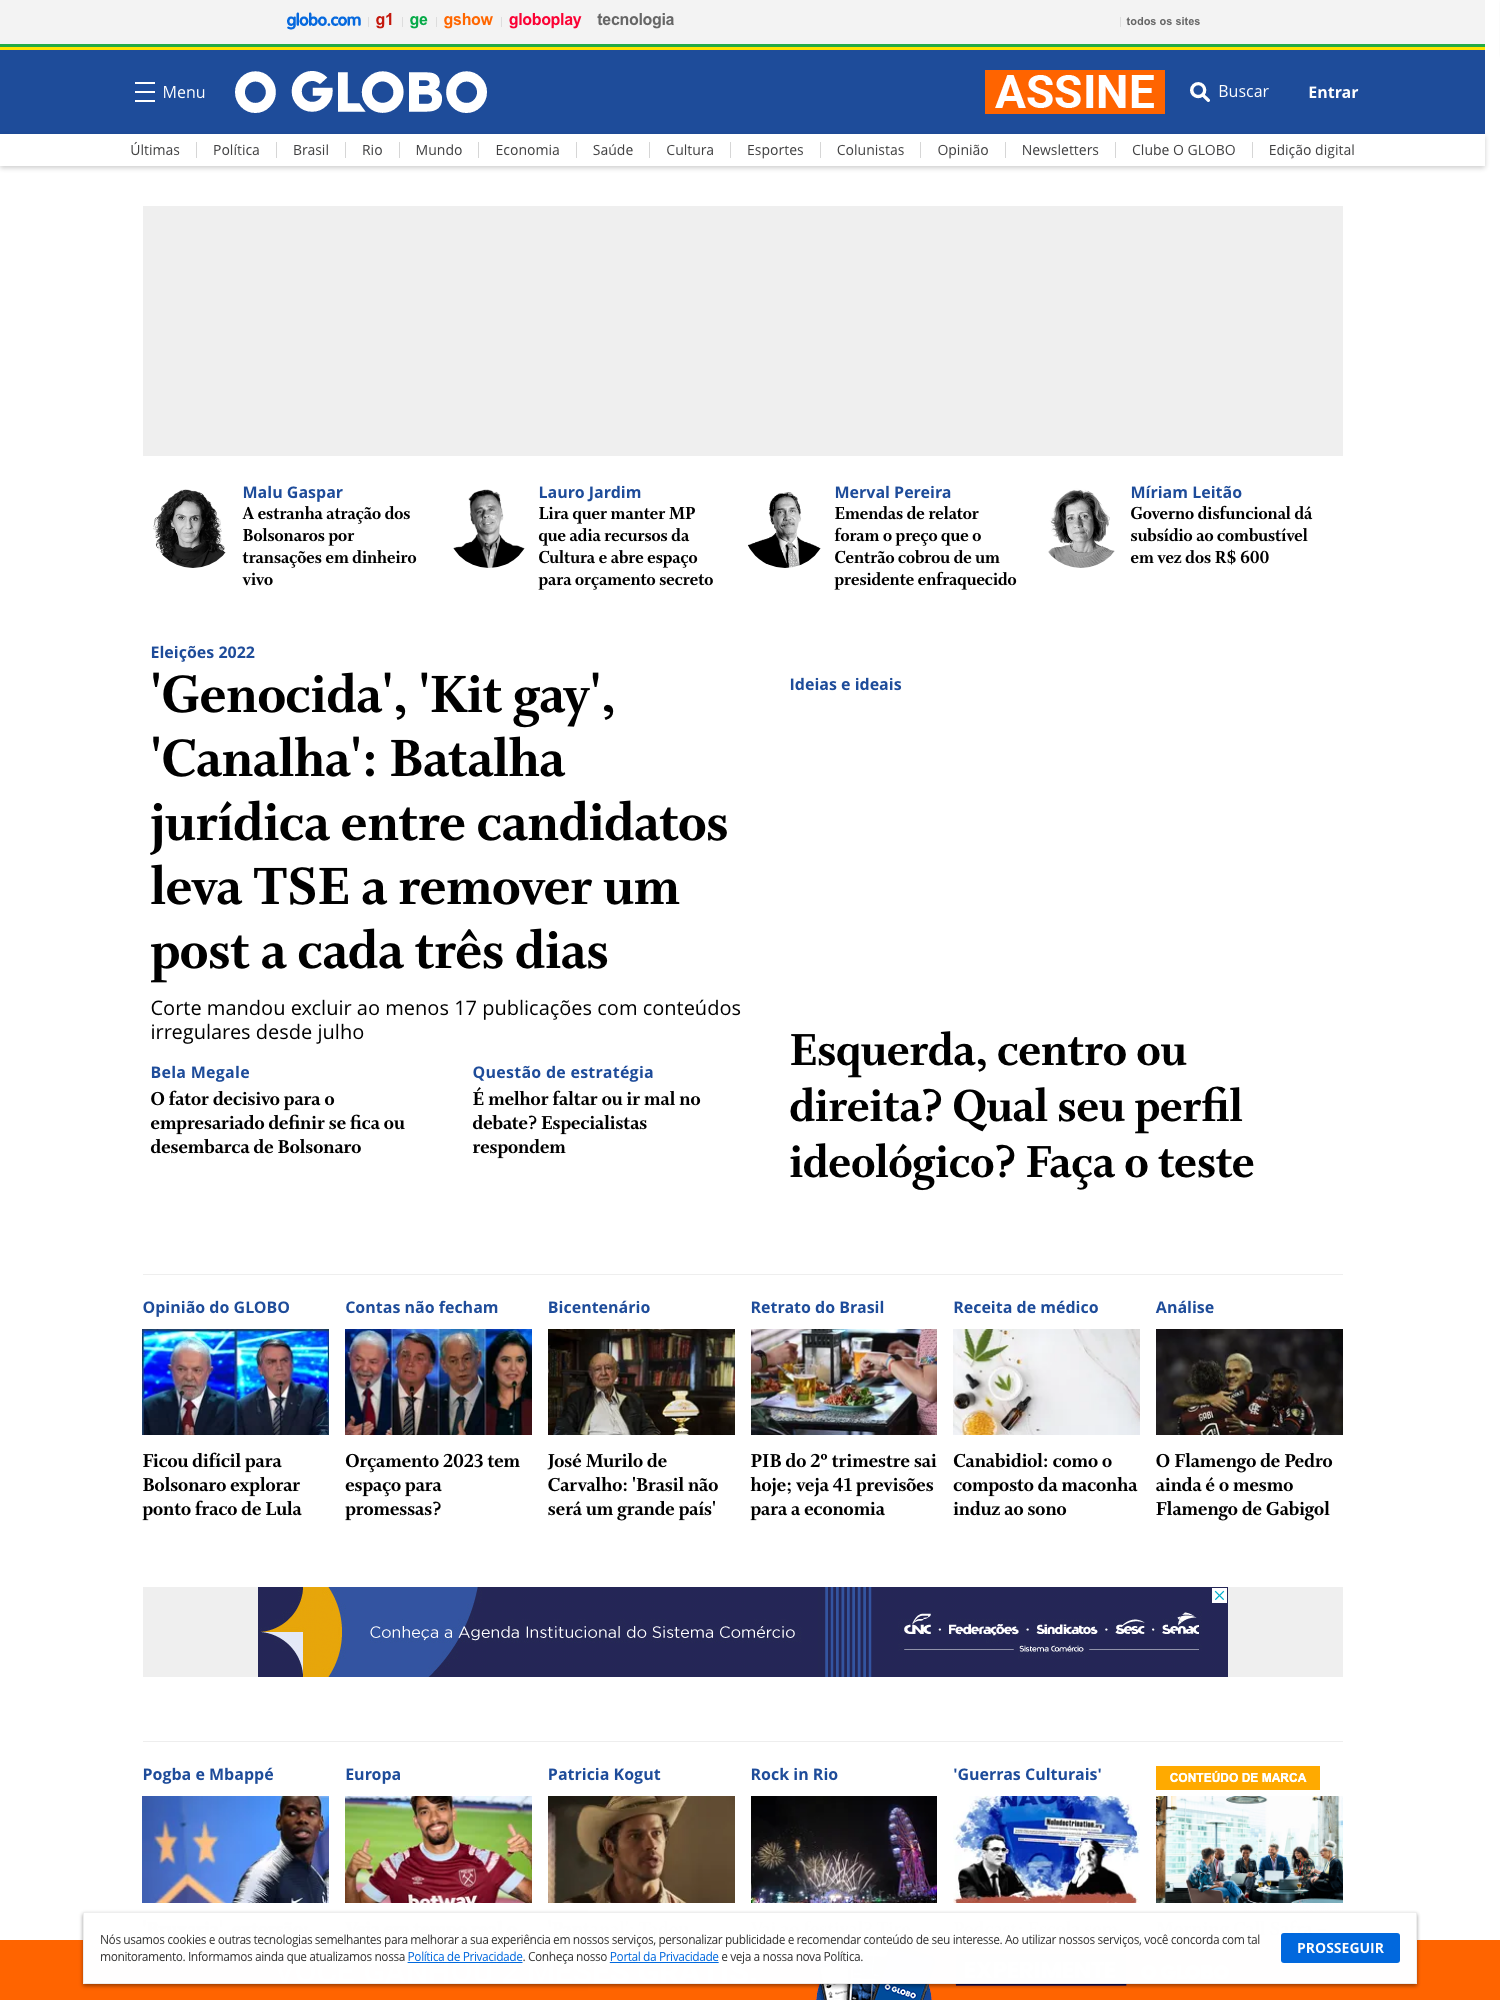 globo.com g1 ge gshow globoplay tecnologia todos os sites
Menu O GLOBO ASSINE Buscar Entrar
Últimas Política Brasil Rio Mundo Economia Saúde Cultura Esportes Colunistas Opinião Newsletters Clube O GLOBO Edição digital
Malu Gaspar
A estranha atração dos
Bolsonaros por
transações em dinheiro
vivo
Lauro Jardim
Lira quer manter MP
que adia recursos da
Cultura e abre espaço
para orçamento secreto
Merval Pereira
Emendas de relator
foram o preço que o
Centrão cobrou de um
presidente enfraquecido
Míriam Leitão
Governo disfuncional dá
subsídio ao combustível
em vez dos R$ 600
Eleições 2022
'Genocida', 'Kit gay',
'Canalha': Batalha
jurídica entre candidatos
leva TSE a remover um
post a cada três dias
Corte mandou excluir ao menos 17 publicações com conteúdos
irregulares desde julho
Bela Megale
O fator decisivo para o
empresariado definir se fica ou
desembarca de Bolsonaro
Questão de estratégia
É melhor faltar ou ir mal no
debate? Especialistas
respondem
Ideias e ideais
Esquerda, centro ou
direita? Qual seu perfil
ideológico? Faça o teste
Opinião do GLOBO
Ficou difícil para
Bolsonaro explorar
ponto fraco de Lula
Contas não fecham
Orçamento 2023 tem
espaço para
promessas?
Bicentenário
José Murilo de
Carvalho: 'Brasil não
será um grande país'
Retrato do Brasil
PIB do 2º trimestre sai
hoje; veja 41 previsões
para a economia
Receita de médico
Canabidiol: como o
composto da maconha
induz ao sono
Análise
GABI
O Flamengo de Pedro
ainda é o mesmo
Flamengo de Gabigol
Conheça a Agenda Institucional do Sistema Comércio
CNC · Federações · Sindicatos · Sesc · Senac
Sistema Comércio
Pogba e Mbappé
Europa
betway
Patricia Kogut
Rock in Rio
'Guerras Culturais'
CONTEÚDO DE MARCA
Nós usamos cookies e outras tecnologias semelhantes para melhorar a sua experiência em nossos serviços, personalizar publicidade e recomendar conteúdo de seu interesse. Ao utilizar nossos serviços, você concorda com tal
monitoramento. Informamos ainda que atualizamos nossa Política de Privacidade. Conheça nosso Portal da Privacidade e veja a nossa nova Política.
PROSSEGUIR
O GLOBO